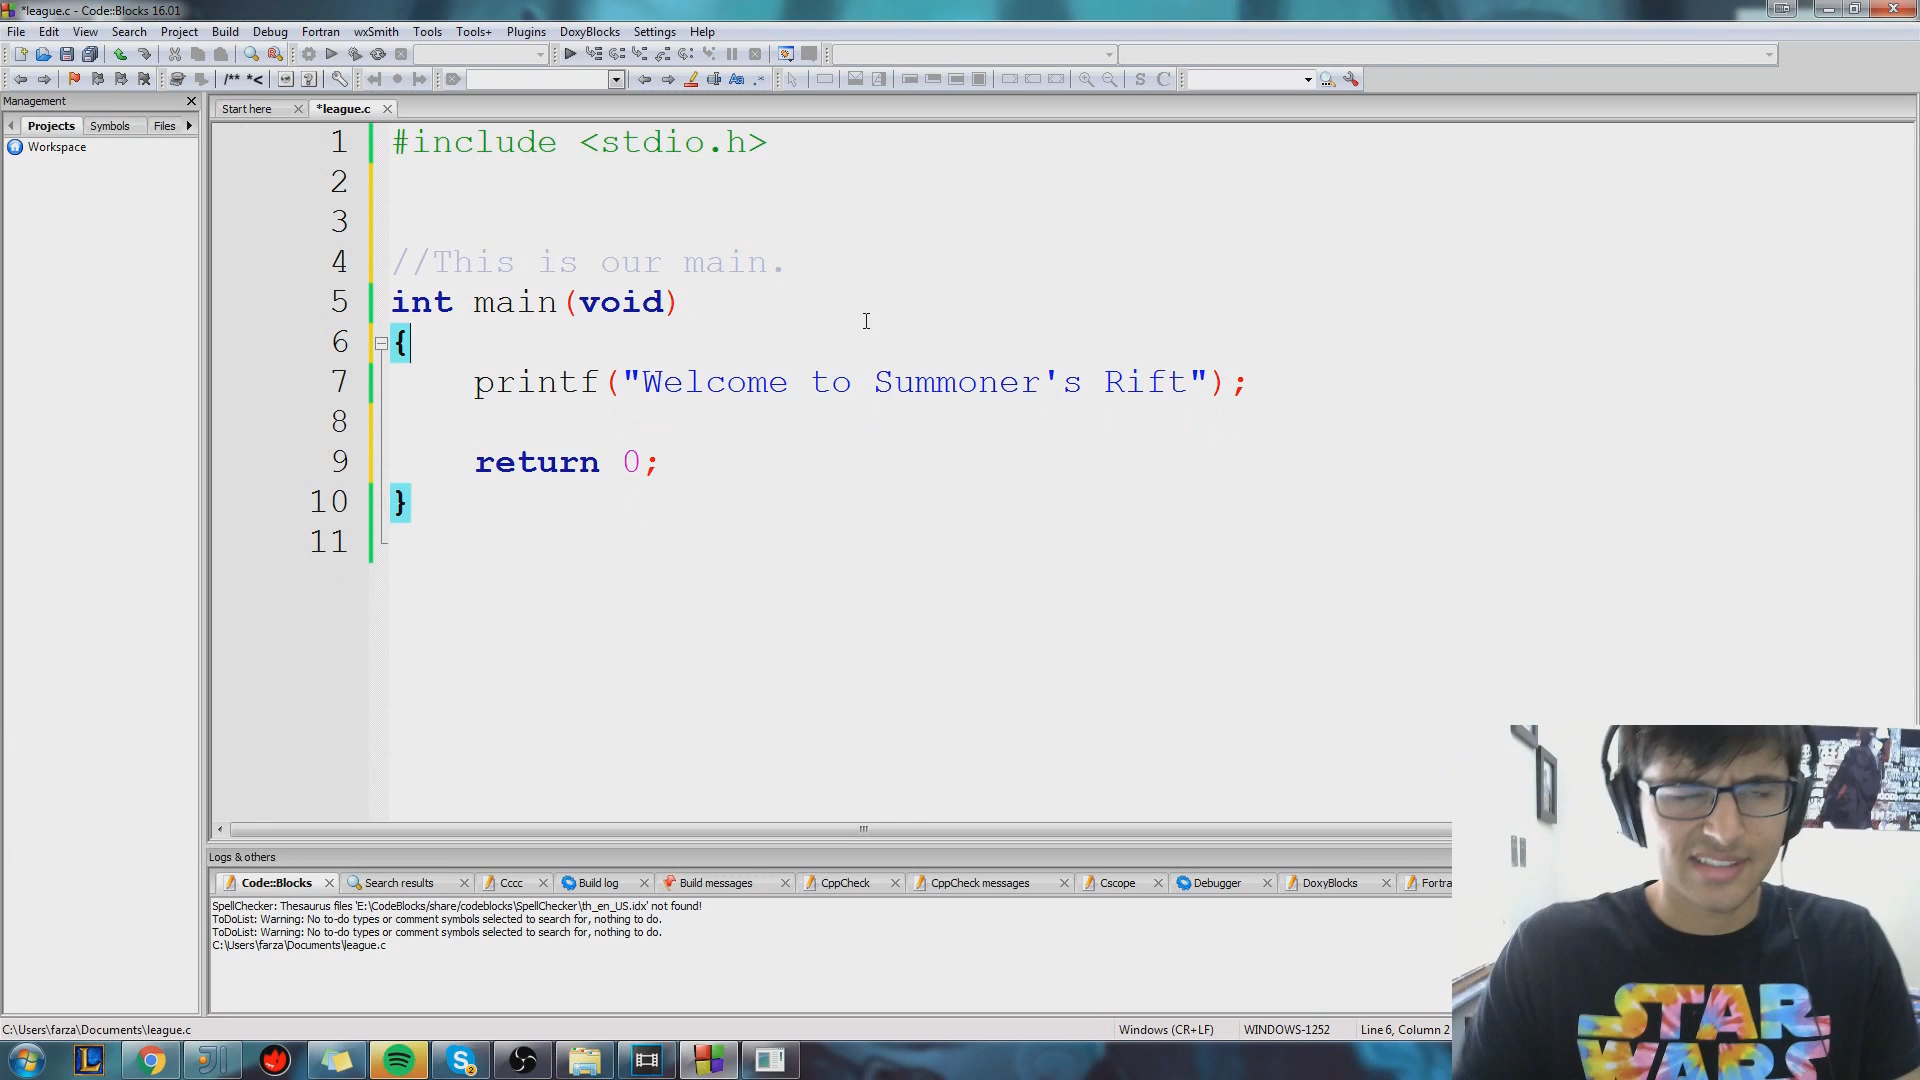 *league.c - Code::Blocks 16.01
File Edit View Search Project Build Debug Fortran wxSmith Tools Tools+ Plugins DoxyBlocks Settings Help
/** *<
Management
Start here *league.c
Projects Symbols Files
Workspace
1 #include <stdio.h>
2
3
4 //This is our main.
5 int main(void)
6 {
7 printf("Welcome to Summoner's Rift");
8
9 return 0;
10 }
11
Logs & others
Code::Blocks Search results Cccc Build log Build messages CppCheck CppCheck messages Cscope Debugger DoxyBlocks Fortra
SpellChecker: Thesaurus files 'E:\CodeBlocks/share/codeblocks\SpellChecker\th_en_US.idx' not found!
ToDoList: Warning: No to-do types or comment symbols selected to search for, nothing to do.
ToDoList: Warning: No to-do types or comment symbols selected to search for, nothing to do.
C:\Users\farza\Documents\league.c
C:\Users\farza\Documents\league.c Windows (CR+LF) WINDOWS-1252 Line 6, Column 2
STAR
WARS